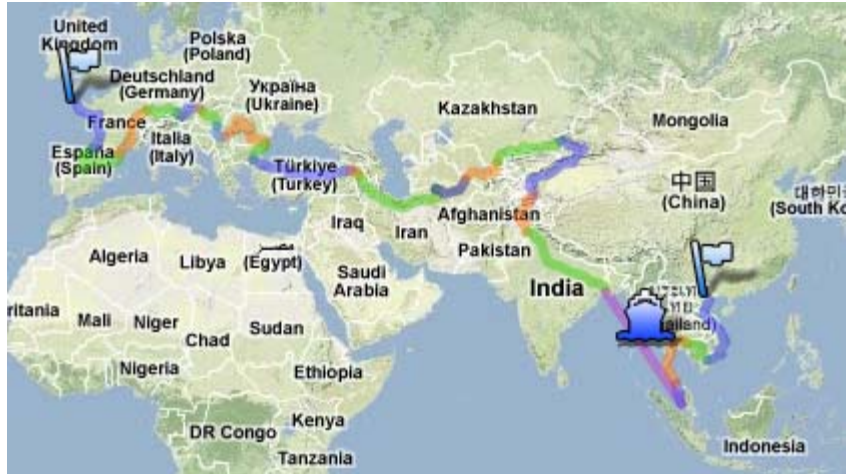 United
Kingdom
Polska
(Poland)
Deutschland
(Germany)
Україна
(Ukraine)
Kazakhstan
Mongolia
France
Italia
(Italy)
España
(Spain)
Türkiye
(Turkey)
中国
(China)
대한민
(South Ko
Afghanistan
Iraq
Iran
Pakistan
Algeria
Libya
(Egypt)
Saudi
Arabia
India
ritania
Mali
Niger
Chad
Sudan
ailand)
Nigeria
Ethiopia
DR Congo
Kenya
Tanzania
Indonesia